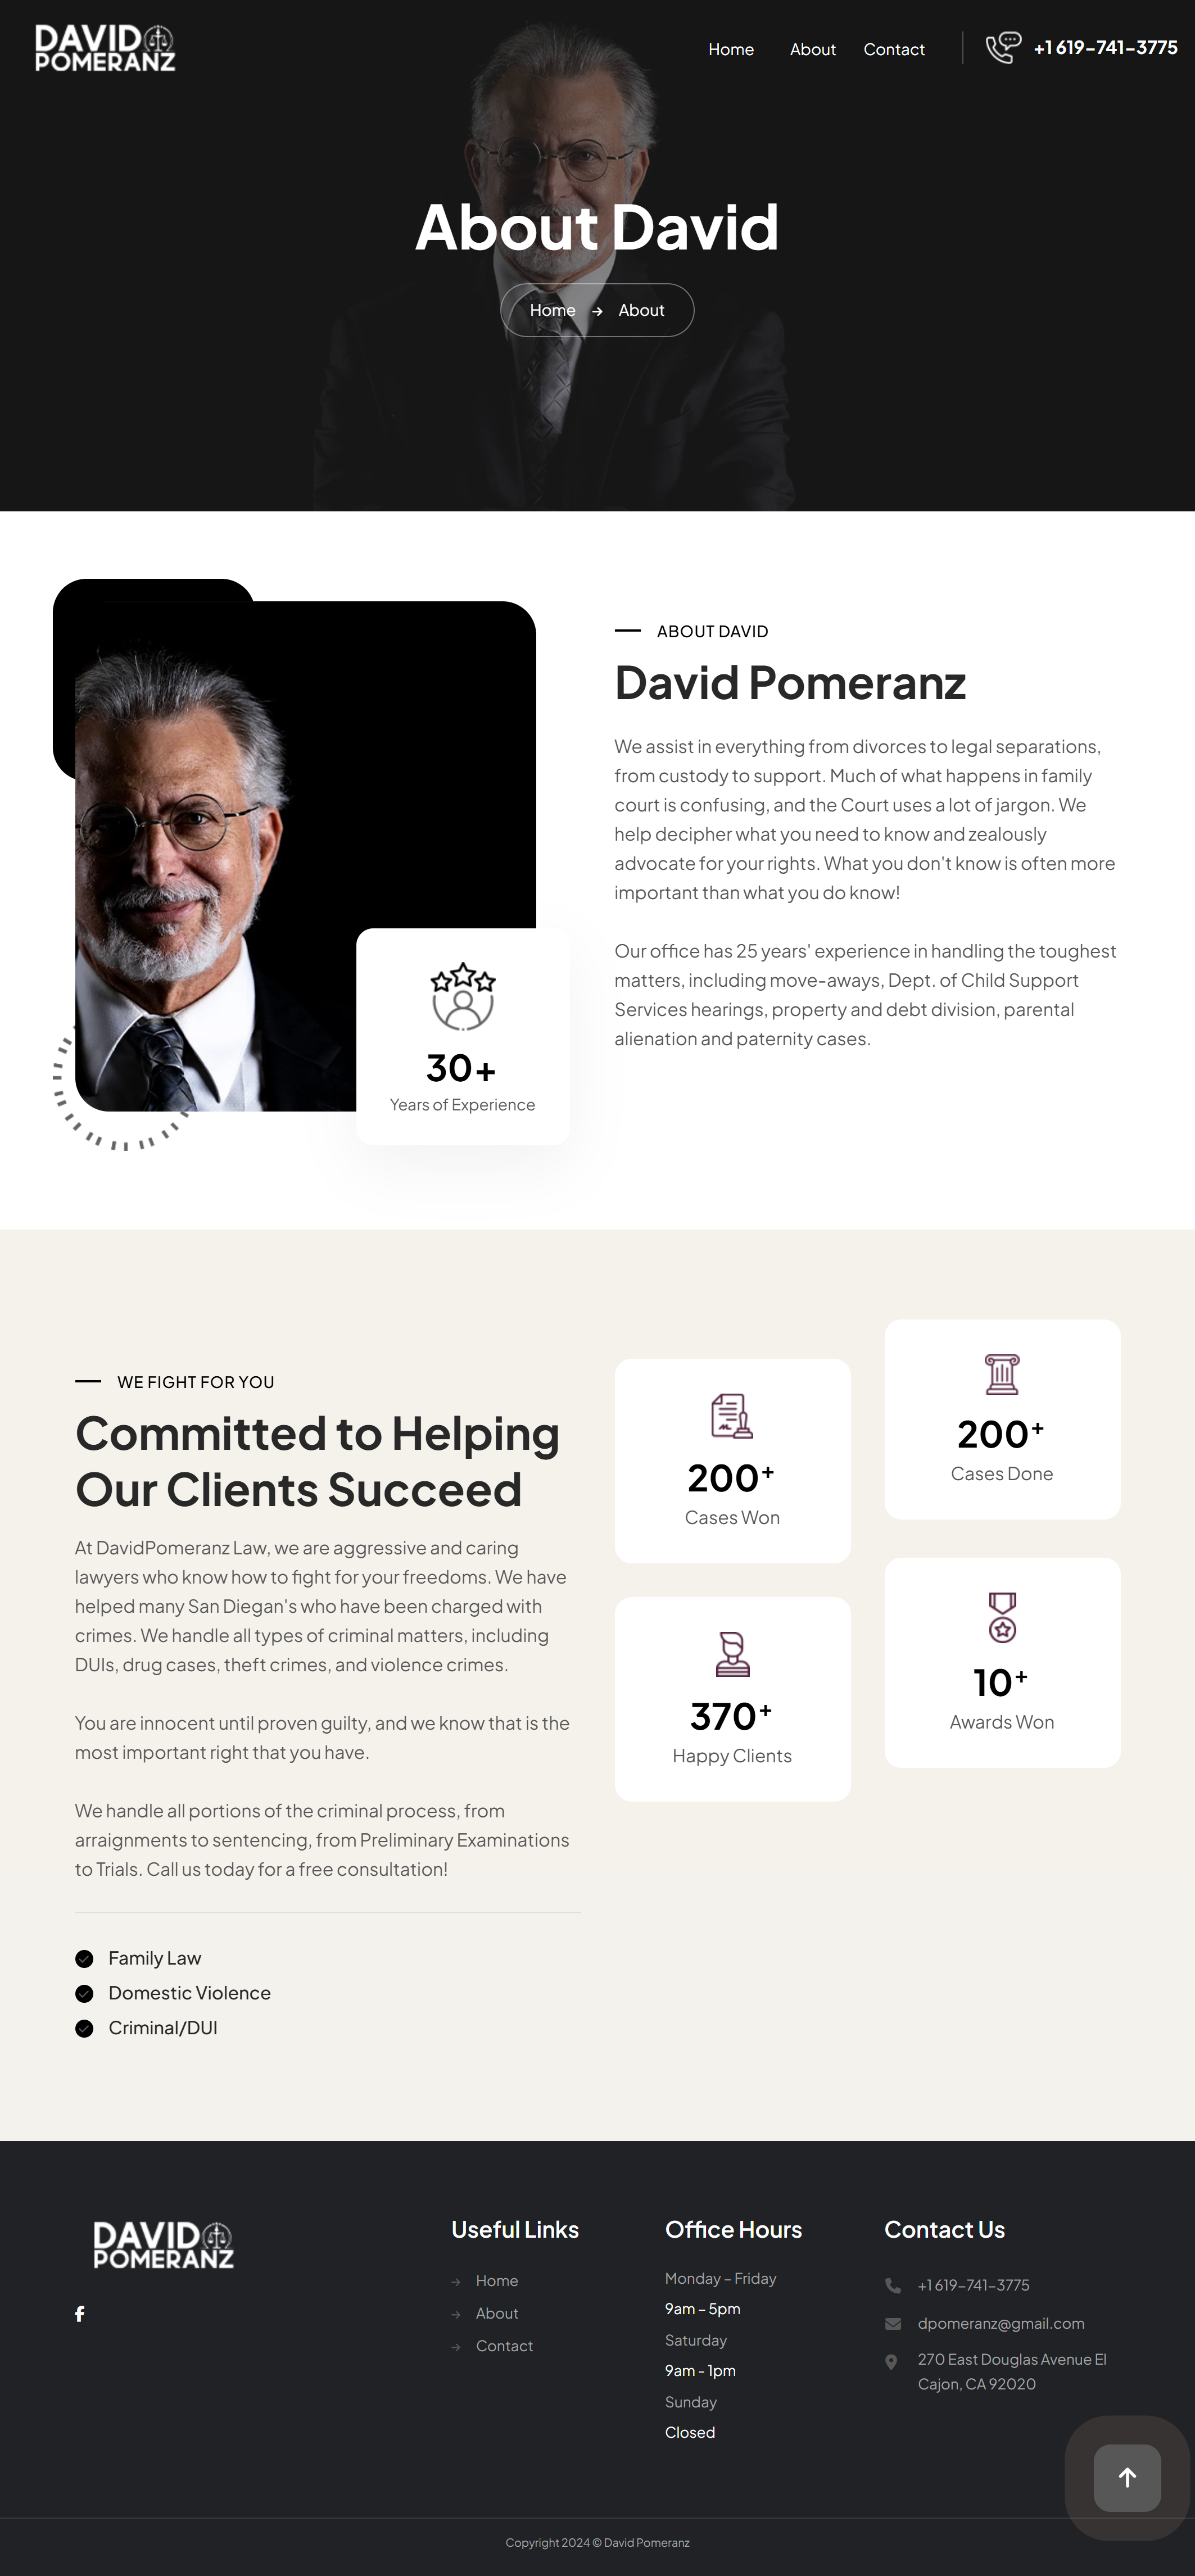 DAVID
POMERANZ
Home About Contact +1 619-741-3775
About David
Home About
ABOUT DAVID
David Pomeranz
We assist in everything from divorces to legal separations,
from custody to support. Much of what happens in family
court is confusing, and the Court uses a lot of jargon. We
help decipher what you need to know and zealously
advocate for your rights. What you don't know is often more
important than what you do know!
Our office has 25 years' experience in handling the toughest
matters, including move-aways, Dept. of Child Support
Services hearings, property and debt division, parental
alienation and paternity cases.
30+
Years of Experience
WE FIGHT FOR YOU
Committed to Helping
Our Clients Succeed
At DavidPomeranz Law, we are aggressive and caring
lawyers who know how to fight for your freedoms. We have
helped many San Diegan's who have been charged with
crimes. We handle all types of criminal matters, including
DUIs, drug cases, theft crimes, and violence crimes.
You are innocent until proven guilty, and we know that is the
most important right that you have.
We handle all portions of the criminal process, from
arraignments to sentencing, from Preliminary Examinations
to Trials. Call us today for a free consultation!
Family Law
Domestic Violence
Criminal/DUI
200+
Cases Won
200+
Cases Done
370+
Happy Clients
10+
Awards Won
DAVID
POMERANZ
Useful Links
Home
About
Contact
Office Hours
Monday – Friday
9am – 5pm
Saturday
9am - 1pm
Sunday
Closed
Contact Us
+1 619-741-3775
dpomeranz@gmail.com
270 East Douglas Avenue El
Cajon, CA 92020
Copyright 2024 © David Pomeranz